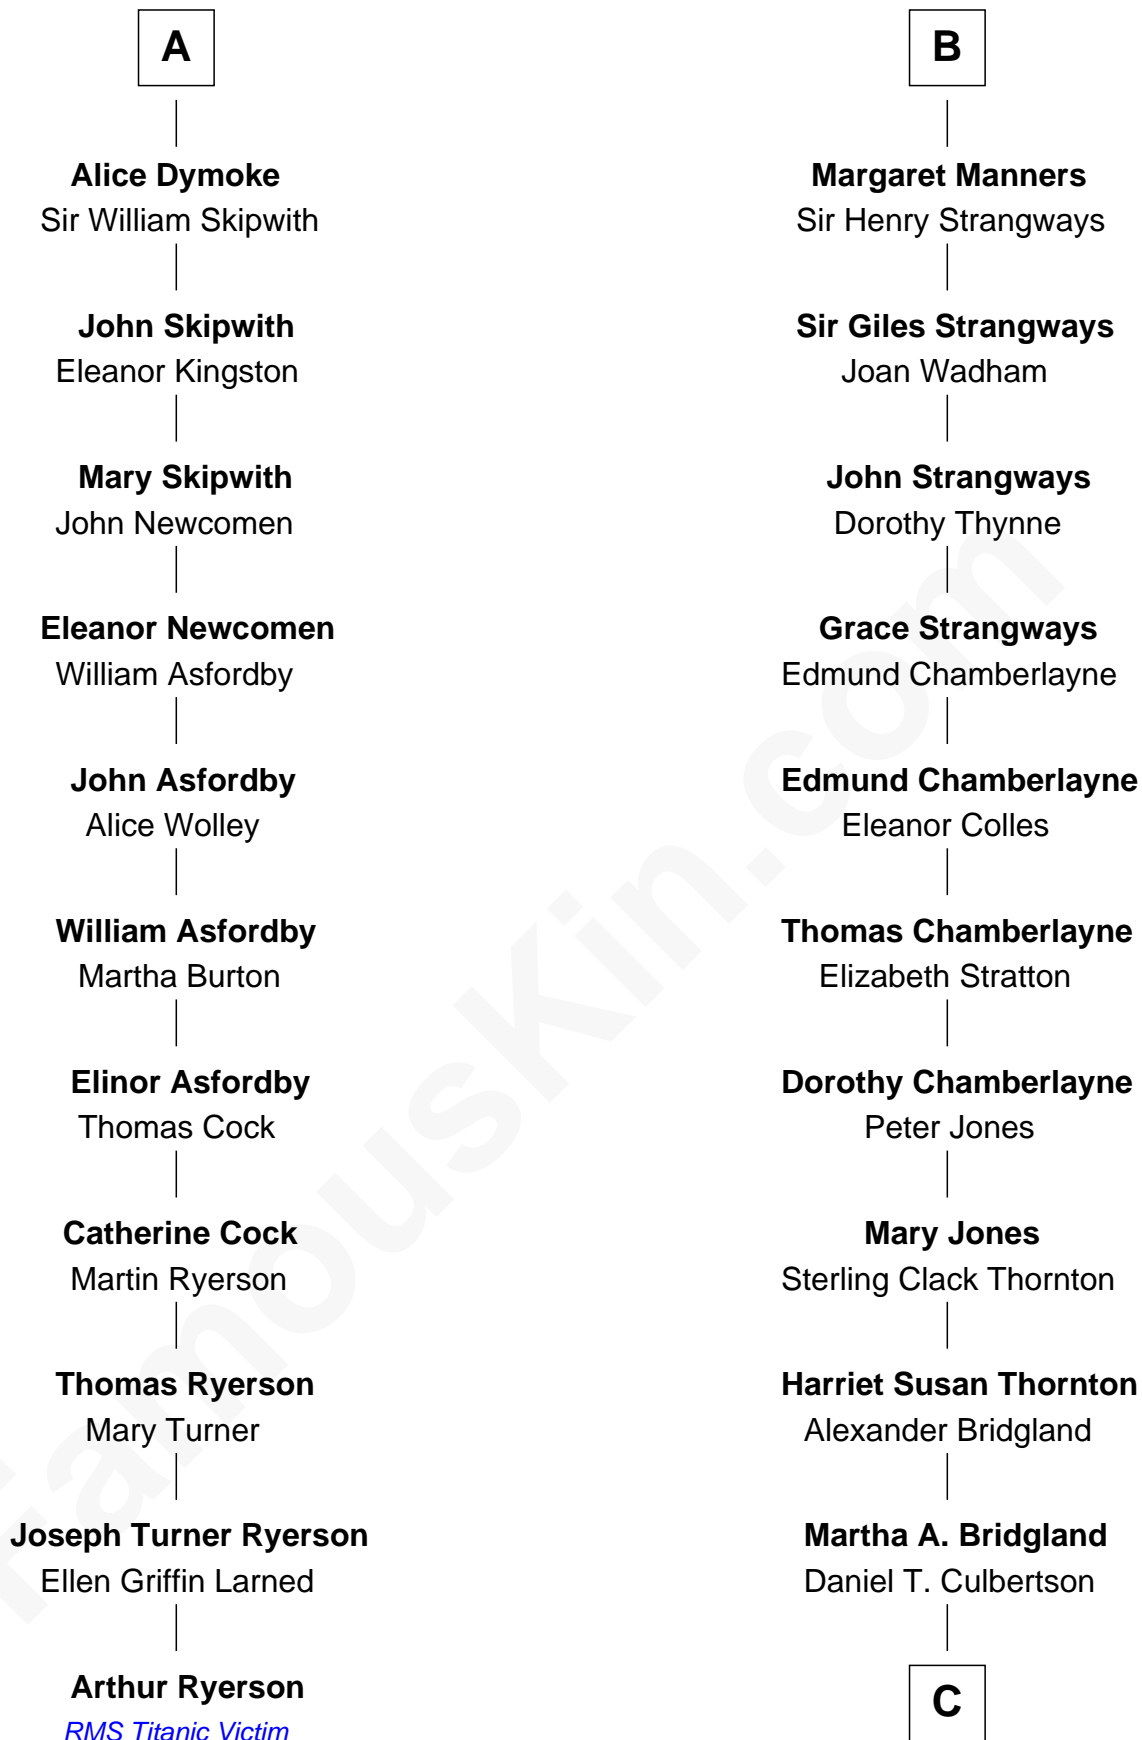 A
Alice Dymoke
Sir William Skipwith
John Skipwith
Eleanor Kingston
Mary Skipwith
John Newcomen
Eleanor Newcomen
William Asfordby
John Asfordby
Alice Wolley
William Asfordby
Martha Burton
Elinor Asfordby
Thomas Cock
Catherine Cock
Martin Ryerson
Thomas Ryerson
Mary Turner
Joseph Turner Ryerson
Ellen Griffin Larned
Arthur Ryerson
RMS Titanic Victim
B
Margaret Manners
Sir Henry Strangways
Sir Giles Strangways
Joan Wadham
John Strangways
Dorothy Thynne
Grace Strangways
Edmund Chamberlayne
Edmund Chamberlayne
Eleanor Colles
Thomas Chamberlayne
Elizabeth Stratton
Dorothy Chamberlayne
Peter Jones
Mary Jones
Sterling Clack Thornton
Harriet Susan Thornton
Alexander Bridgland
Martha A. Bridgland
Daniel T. Culbertson
C
FamousKin.com